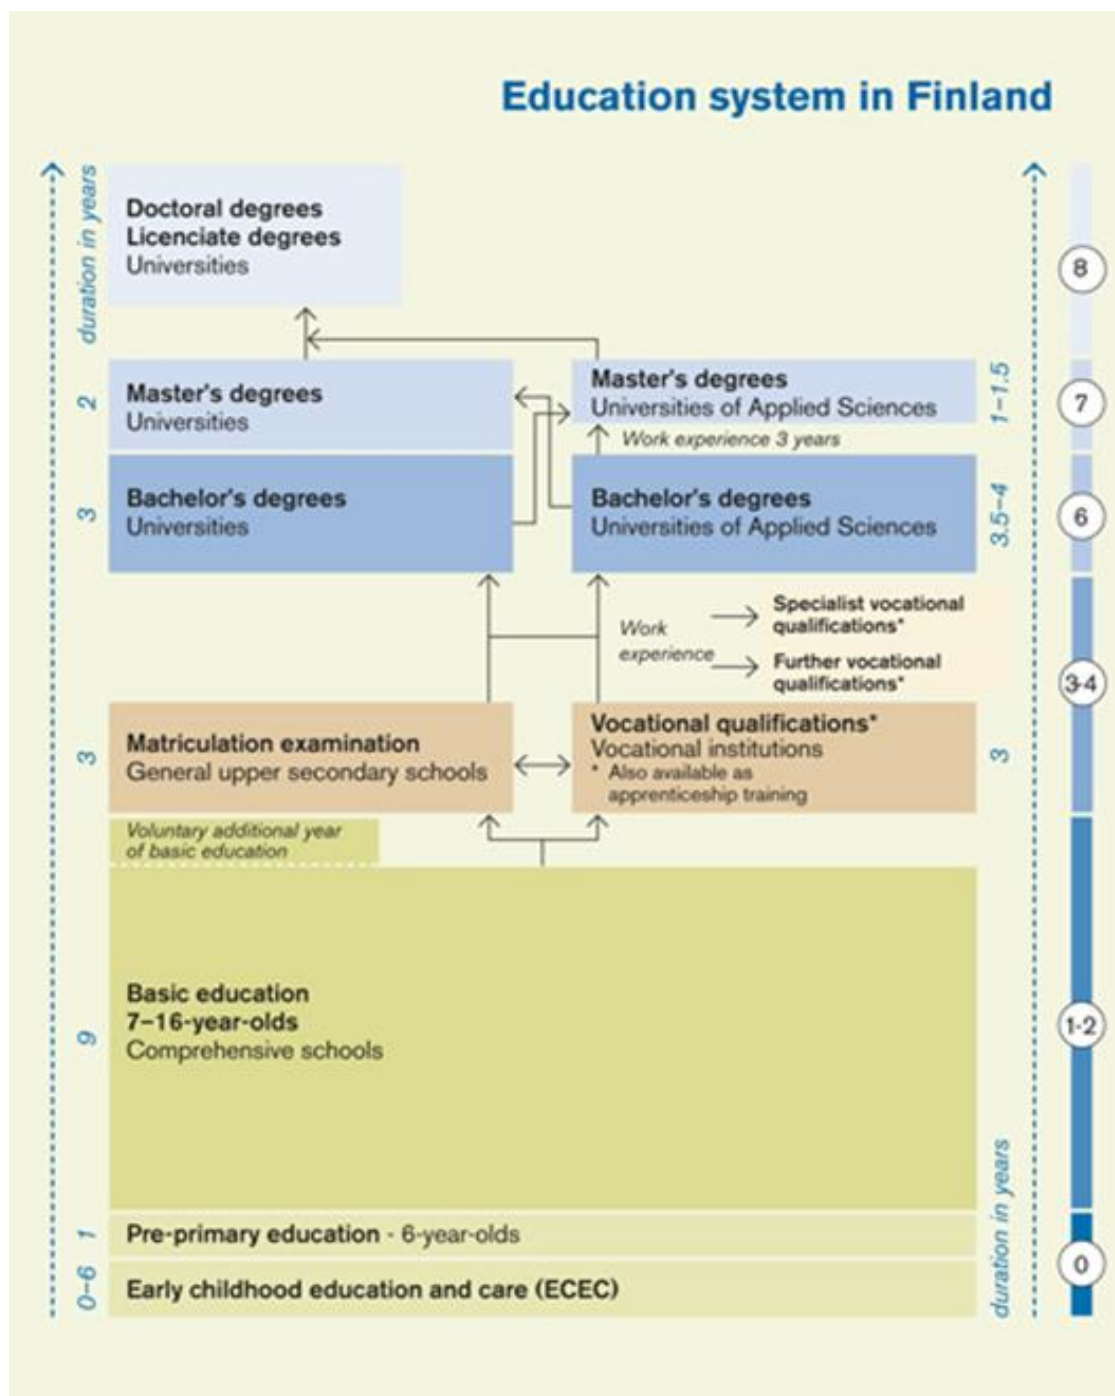 Education system in Finland
duration in years
Doctoral degrees
Licenciate degrees
Universities
8
2
Master's degrees
Universities
Master's degrees
Universities of Applied Sciences
1–1.5
7
Work experience 3 years
3
Bachelor's degrees
Universities
Bachelor's degrees
Universities of Applied Sciences
3.5–4
6
Work
experience
Specialist vocational
qualifications*
Further vocational
qualifications*
3-4
3
Matriculation examination
General upper secondary schools
Vocational qualifications*
Vocational institutions
* Also available as
apprenticeship training
3
Voluntary additional year
of basic education
9
Basic education
7–16-year-olds
Comprehensive schools
1-2
1
Pre-primary education - 6-year-olds
0–6
Early childhood education and care (ECEC)
duration in years
0